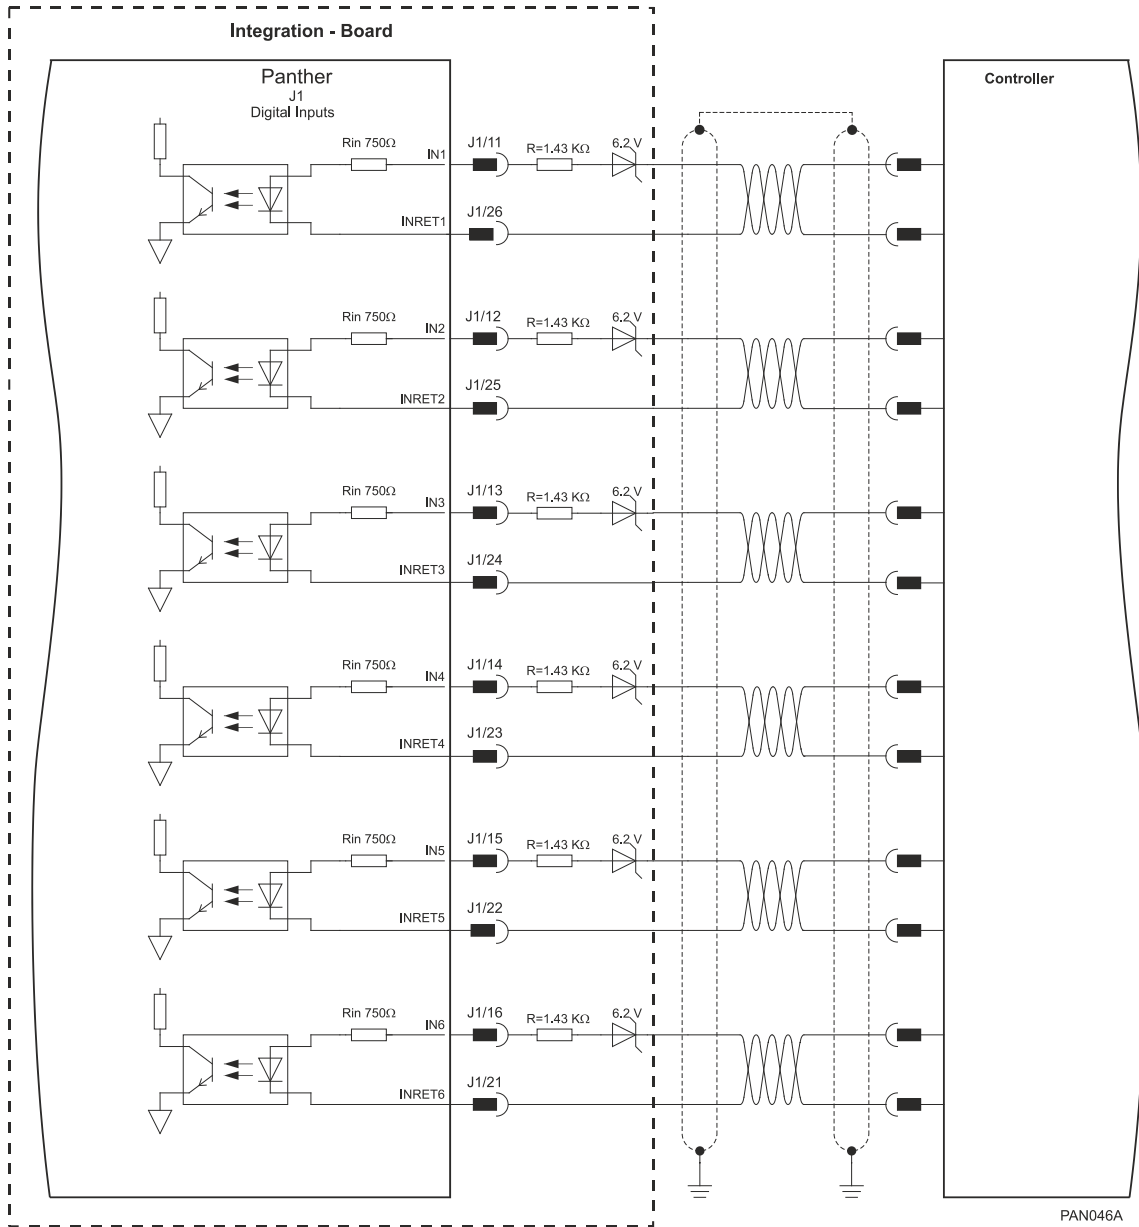 Integration - Board
Panther
J1
Digital Inputs
Controller
Rin 750Ω
IN1
J1/11
R=1.43 KΩ
6.2 V
INRET1
J1/26
Rin 750Ω
IN2
J1/12
R=1.43 KΩ
6.2 V
INRET2
J1/25
Rin 750Ω
IN3
J1/13
R=1.43 KΩ
6.2 V
INRET3
J1/24
Rin 750Ω
IN4
J1/14
R=1.43 KΩ
6.2 V
INRET4
J1/23
Rin 750Ω
IN5
J1/15
R=1.43 KΩ
6.2 V
INRET5
J1/22
Rin 750Ω
IN6
J1/16
R=1.43 KΩ
6.2 V
INRET6
J1/21
PAN046A